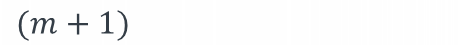 (m + 1)